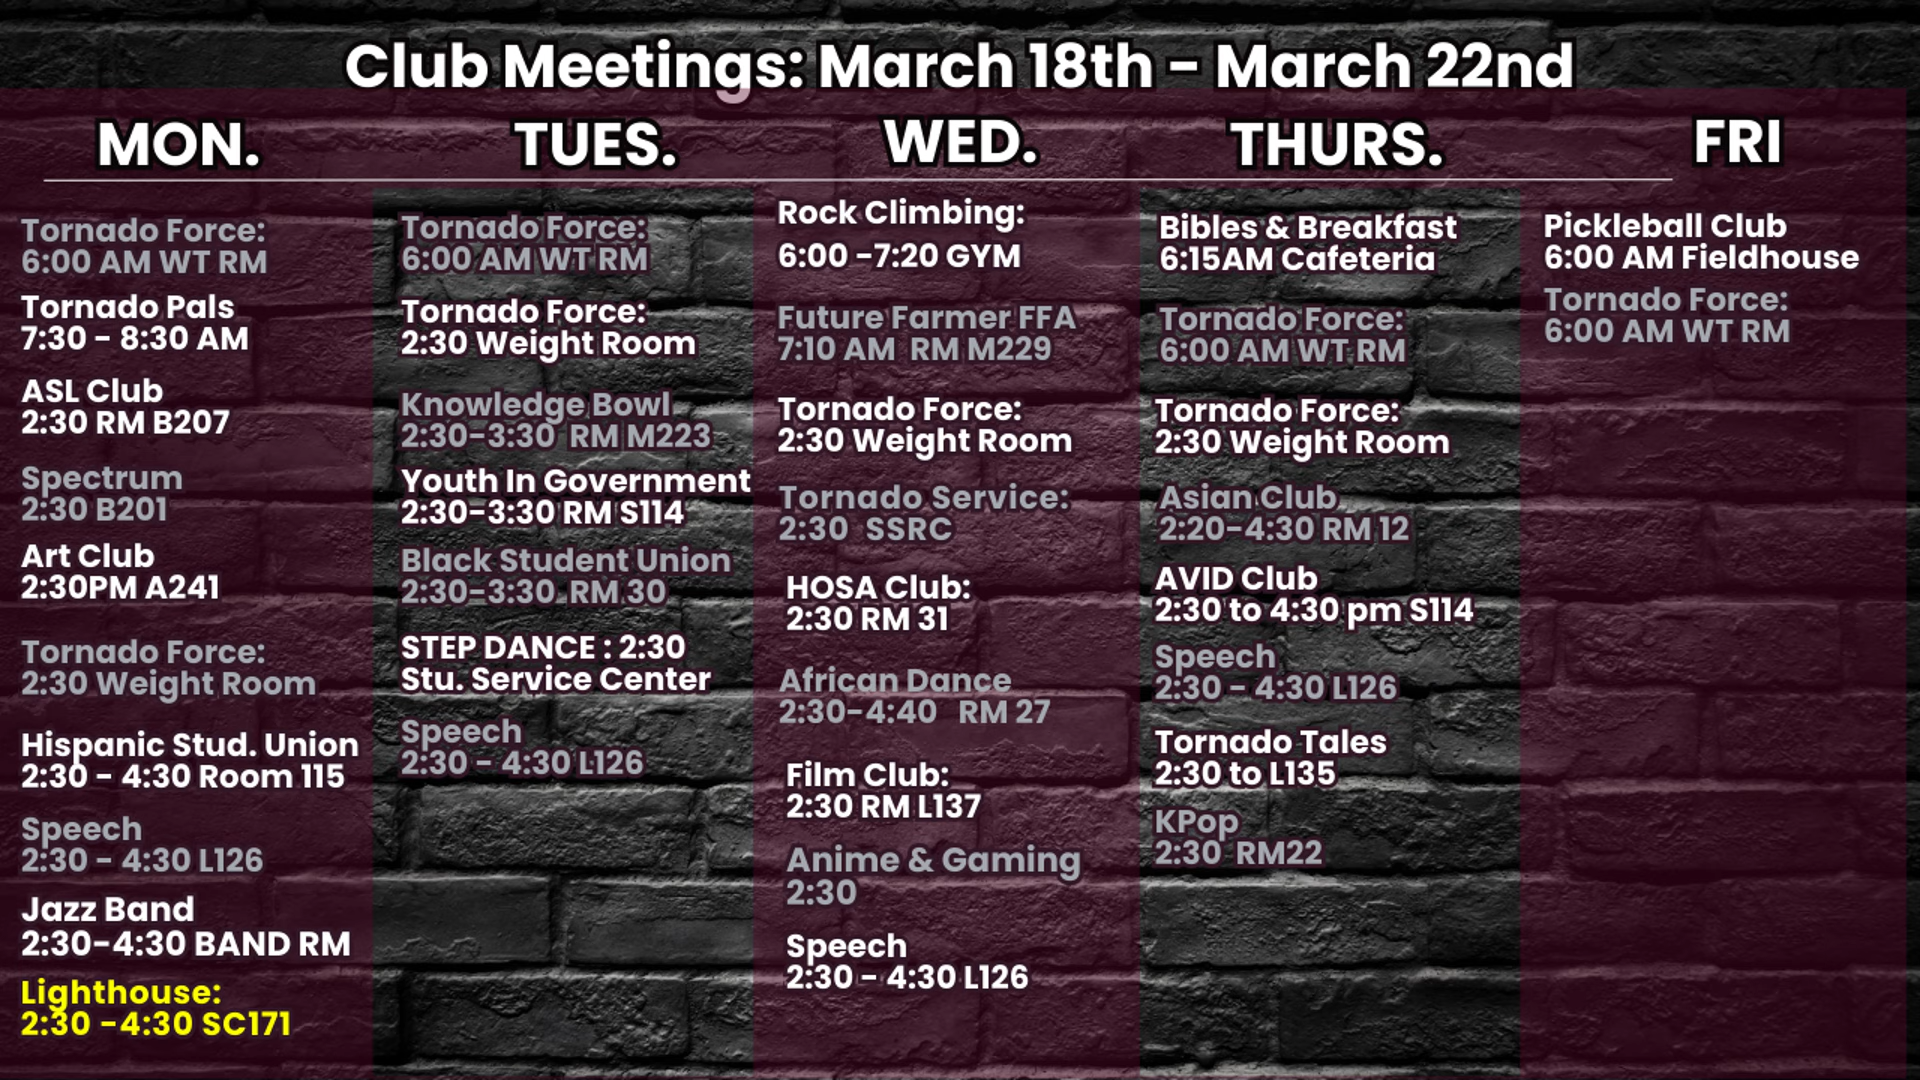 Club Meetings: March 18th - March 22nd
MON.
Tornado Force:
6:00 AM WT RM
Tornado Pals
7:30 - 8:30 AM
ASL Club
2:30 RM B207
Spectrum
2:30 B201
Art Club
2:30PM A241
Tornado Force:
2:30 Weight Room
Hispanic Stud. Union
2:30 - 4:30 Room 115
Speech
2:30 - 4:30 L126
Jazz Band
2:30-4:30 BAND RM
Lighthouse:
2:30 -4:30 SC171
TUES.
Tornado Force:
6:00 AM WT RM
Tornado Force:
2:30 Weight Room
Knowledge Bowl
2:30-3:30 RM M223
Youth In Government
2:30-3:30 RM S114
Black Student Union
2:30-3:30 RM 30
STEP DANCE : 2:30
Stu. Service Center
Speech
2:30 - 4:30 L126
WED.
Rock Climbing:
6:00 -7:20 GYM
Future Farmer FFA
7:10 AM RM M229
Tornado Force:
2:30 Weight Room
Tornado Service:
2:30 SSRC
HOSA Club:
2:30 RM 31
African Dance
2:30-4:40 RM 27
Film Club:
2:30 RM L137
Anime & Gaming
2:30
Speech
2:30 - 4:30 L126
THURS.
Bibles & Breakfast
6:15AM Cafeteria
Tornado Force:
6:00 AM WT RM
Tornado Force:
2:30 Weight Room
Asian Club
2:20-4:30 RM 12
AVID Club
2:30 to 4:30 pm S114
Speech
2:30 - 4:30 L126
Tornado Tales
2:30 to L135
KPop
2:30 RM22
FRI
Pickleball Club
6:00 AM Fieldhouse
Tornado Force:
6:00 AM WT RM